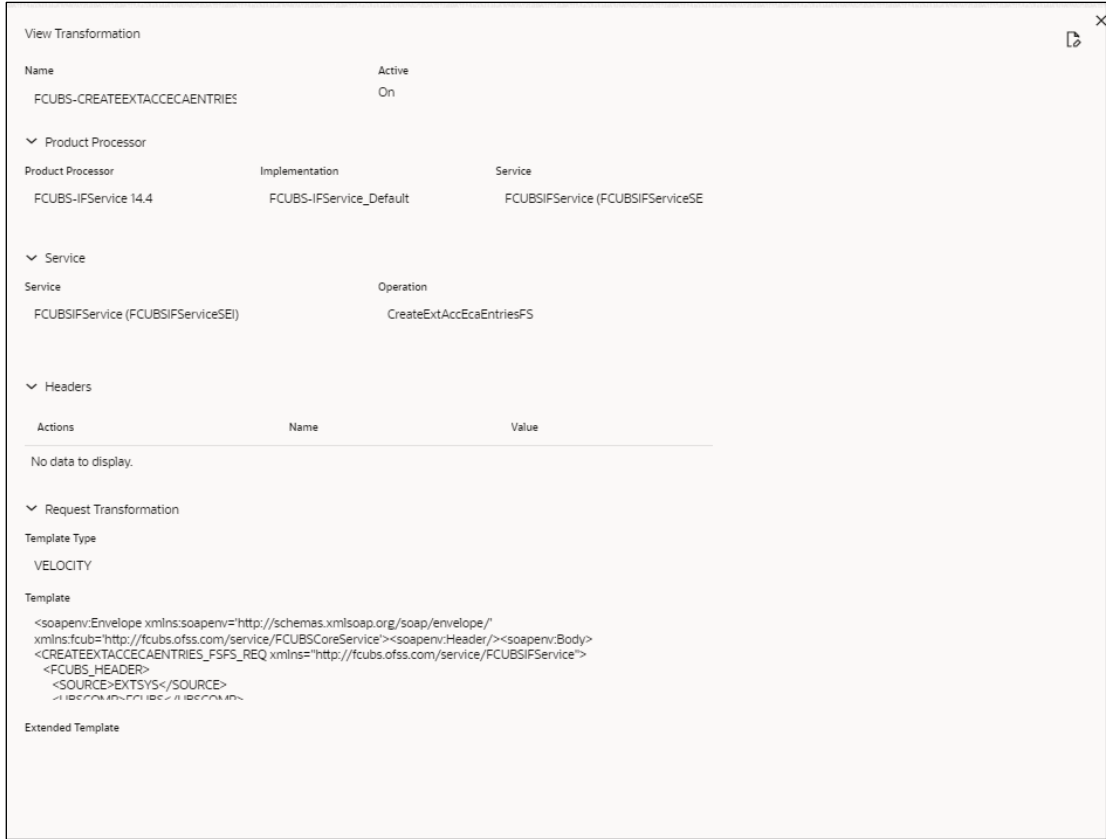 View Transformation
Name Active
FCUBS-CREATEEXTACCECAENTRIES On
Product Processor
Product Processor Implementation Service
FCUBS-IFService 14.4 FCUBS-IFService_Default FCUBSIFService (FCUBSIFServiceSE
Service
Service Operation
FCUBSIFService (FCUBSIFServiceSEI) CreateExtAccEcaEntriesFS
Headers
Actions Name Value
No data to display.
Request Transformation
Template Type
VELOCITY
Template
<soapenv:Envelope xmlns:soapenv='http://schemas.xmlsoap.org/soap/envelope/'
xmlns:fcub='http://fcubs.ofss.com/service/FCUBSCoreService'><soapenv:Header/><soapenv:Body>
<CREATEEXTACCECAENTRIES_FSFS_REQ xmlns="http://fcubs.ofss.com/service/FCUBSIFService">
<FCUBS_HEADER>
<SOURCE>EXTSYS</SOURCE>
<UBSCOMP>FCUBS</UBSCOMP>
Extended Template